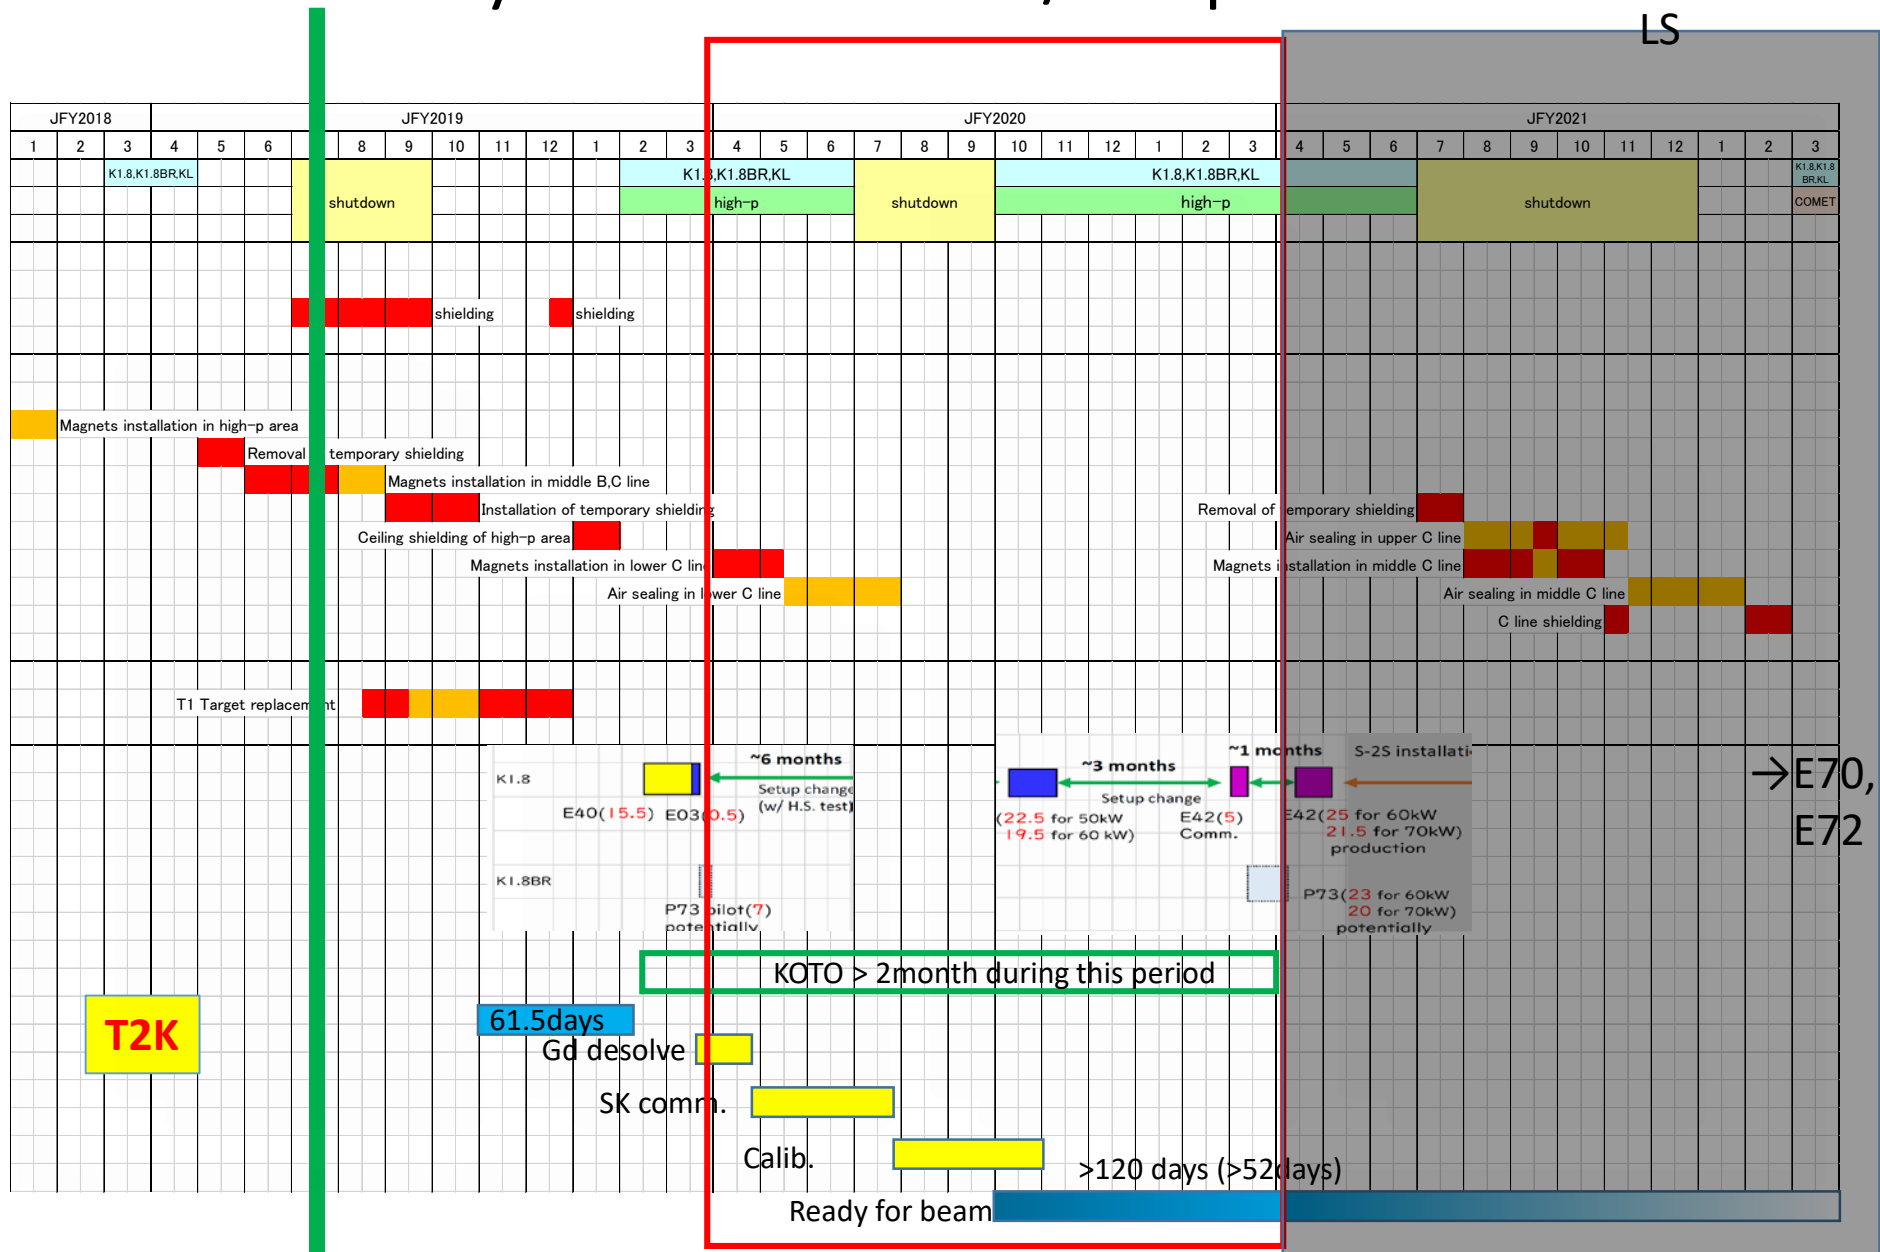 LS
JFY2018 JFY2019 JFY2020 JFY2021
1 2 3 4 5 6 8 9 10 11 12 1 2 3 4 5 6 7 8 9 10 11 12 1 2 3 4 5 6 7 8 9 10 11 12 1 2 3
K1.8,K1.8BR,KL
K1.8,K1.8BR,KL
K1.8,K1.8BR,KL
K1.8,K1.8
BR,KL
shutdown
high-p
shutdown
high-p
shutdown
COMET
shielding
shielding
Magnets installation in high-p area
Removal temporary shielding
Magnets installation in middle B,C line
Installation of temporary shielding
Removal of temporary shielding
Ceiling shielding of high-p area
Air sealing in upper C line
Magnets installation in lower C line
Magnets installation in middle C line
Air sealing in lower C line
Air sealing in middle C line
C line shielding
T1 Target replacement
K1.8
~6 months
Setup change
(w/ H.S. test)
E40(15.5) E03(0.5)
K1.8BR
P73 pilot(7)
potentially
~3 months
Setup change
~1 months
S-2S installati
(22.5 for 50kW
19.5 for 60 kW)
E42(5)
Comm.
E42(25 for 60kW
21.5 for 70kW)
production
P73(23 for 60kW
20 for 70kW)
potentially
→E70,
E72
KOTO > 2month during this period
T2K
61.5days
Gd desolve
SK comm.
Calib.
>120 days (>52days)
Ready for beam